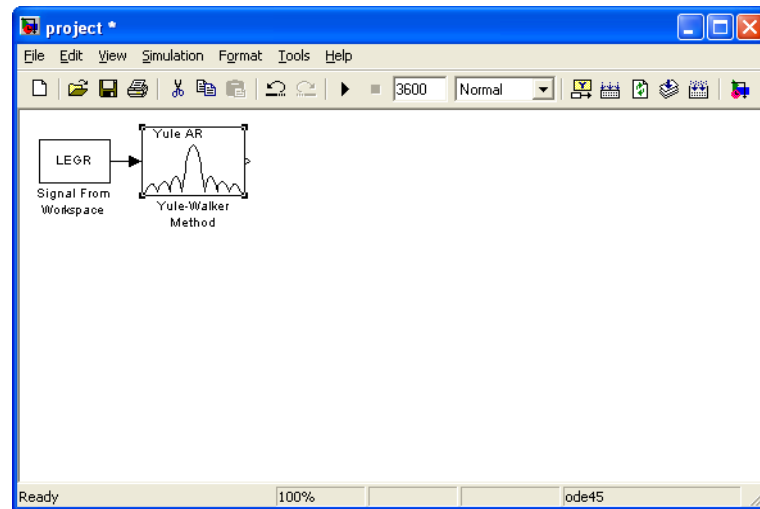 project *
File Edit View Simulation Format Tools Help
3600 Normal
Yule AR
LEGR
Signal From
Workspace
Yule-Walker
Method
Ready 100% ode45